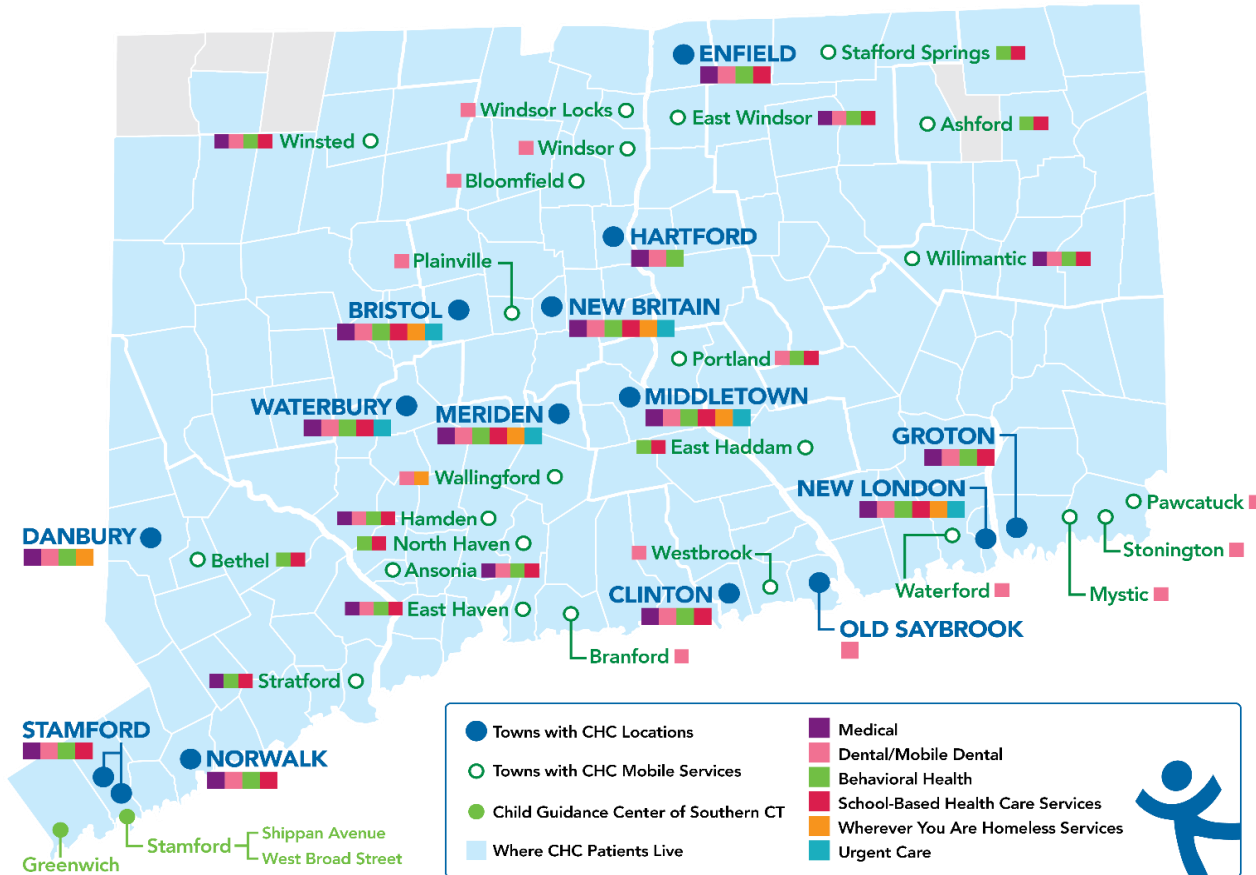 ENFIELD
Stafford Springs
Windsor Locks
East Windsor
Ashford
Winsted
Windsor
Bloomfield
HARTFORD
Plainville
Willimantic
BRISTOL
NEW BRITAIN
Portland
WATERBURY
MERIDEN
MIDDLETOWN
East Haddam
GROTON
Wallingford
NEW LONDON
Pawcatuck
Hamden
DANBURY
North Haven
Bethel
Ansonia
Westbrook
Stonington
Waterford
Mystic
CLINTON
East Haven
OLD SAYBROOK
Branford
Stratford
STAMFORD
NORWALK
Greenwich
Stamford
Shippan Avenue
West Broad Street
Towns with CHC Locations
Towns with CHC Mobile Services
Child Guidance Center of Southern CT
Where CHC Patients Live
Medical
Dental/Mobile Dental
Behavioral Health
School-Based Health Care Services
Wherever You Are Homeless Services
Urgent Care